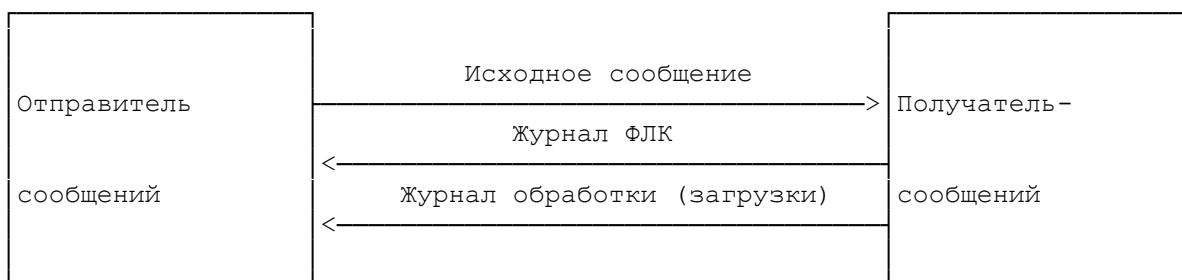 Исходное сообщение
Отправитель
Получатель-
Журнал ФЛК
сообщений
Журнал обработки (загрузки)
сообщений